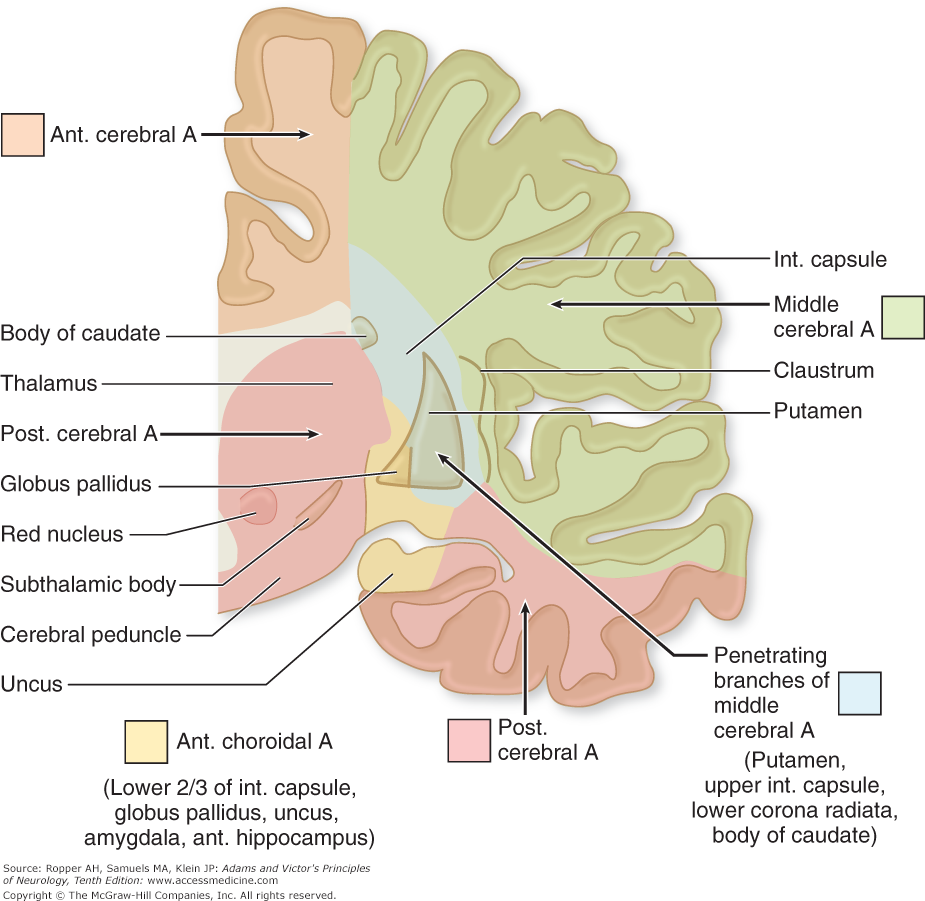 Ant. cerebral A
Int. capsule
Middle
cerebral A
Body of caudate
Claustrum
Thalamus
Putamen
Post. cerebral A
Globus pallidus
Red nucleus
Subthalamic body
Cerebral peduncle
Uncus
Penetrating
branches of
middle
cerebral A
(Putamen,
upper int. capsule,
lower corona radiata,
body of caudate)
Post.
cerebral A
Ant. choroidal A
(Lower 2/3 of int. capsule,
globus pallidus, uncus,
amygdala, ant. hippocampus)
Source: Ropper AH, Samuels MA, Klein JP: Adams and Victor's Principles
of Neurology, Tenth Edition: www.accessmedicine.com
Copyright © The McGraw-Hill Companies, Inc. All rights reserved.